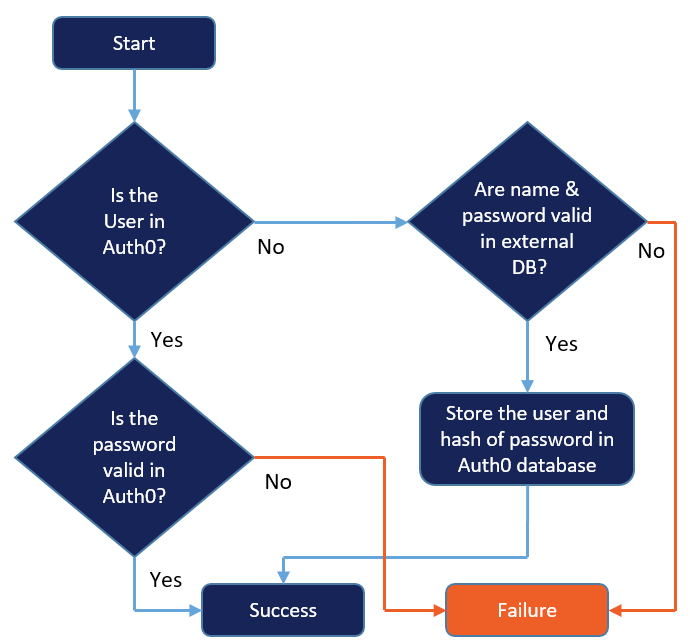 Start
Is the
User in
Auth0?
No
Are name &
password valid
in external
DB?
No
Yes
Yes
Is the
password
valid in
Auth0?
No
Store the user and
hash of password in
Auth0 database
Yes
Success
Failure